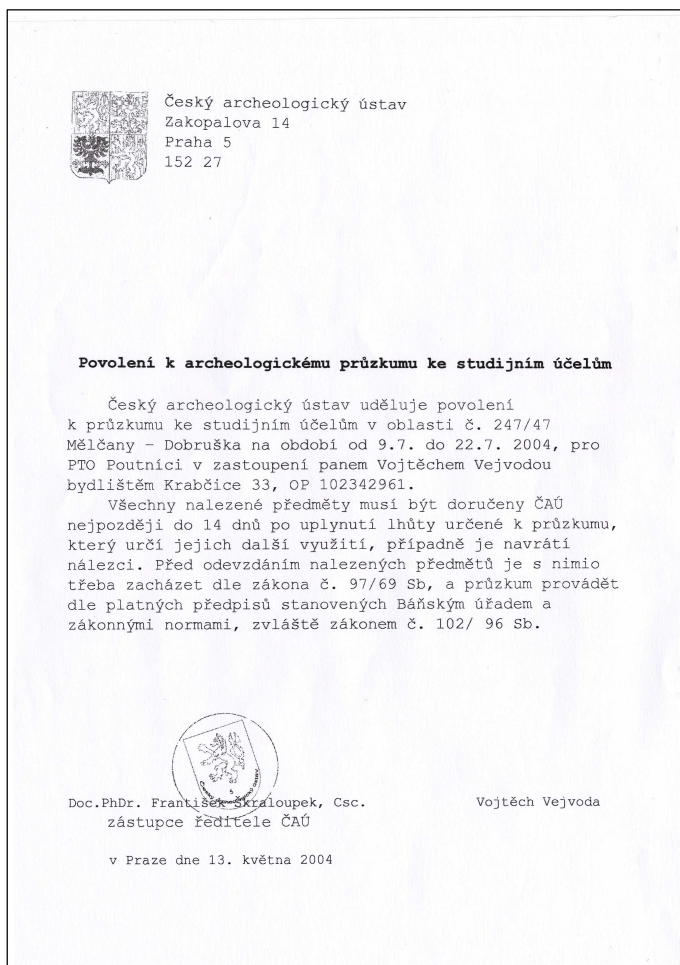 Český archeologický ústav
Zakopalova 14
Praha 5
152 27
Povolení k archeologickému průzkumu ke studijním účelům
Český archeologický ústav uděluje povolení
k průzkumu ke studijním účelům v oblasti č. 247/47
Mělčany – Dobruška na období od 9.7. do 22.7. 2004, pro
PTO Poutníci v zastoupení panem Vojtěchem Vejvodou
bydlištěm Krabčice 33, OP 102342961.
Všechny nalezené předměty musí být doručeny ČAÚ
nejpozději do 14 dnů po uplynutí lhůty určené k průzkumu,
který určí jejich další využití, případně je navrátí
nálezci. Před odevzdáním nalezených předmětů je s nimio
třeba zacházet dle zákona č. 97/69 Sb, a průzkum provádět
dle platných předpisů stanovených Báňským úřadem a
zákonnými normami, zvláště zákonem č. 102/ 96 Sb.
5
Český archeologický ústav
Doc.PhDr. František Skraloupek, Csc.
Vojtěch Vejvoda
zástupce ředitele ČAÚ
v Praze dne 13. května 2004